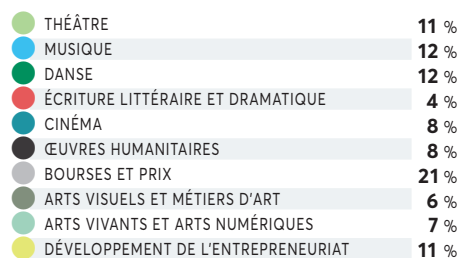 THÉÂTRE 11 %
MUSIQUE 12 %
DANSE 12 %
ÉCRITURE LITTÉRAIRE ET DRAMATIQUE 4 %
CINÉMA 8 %
ŒUVRES HUMANITAIRES 8 %
BOURSES ET PRIX 21 %
ARTS VISUELS ET MÉTIERS D'ART 6 %
ARTS VIVANTS ET ARTS NUMÉRIQUES 7 %
DÉVELOPPEMENT DE L'ENTREPRENEURIAT 11 %